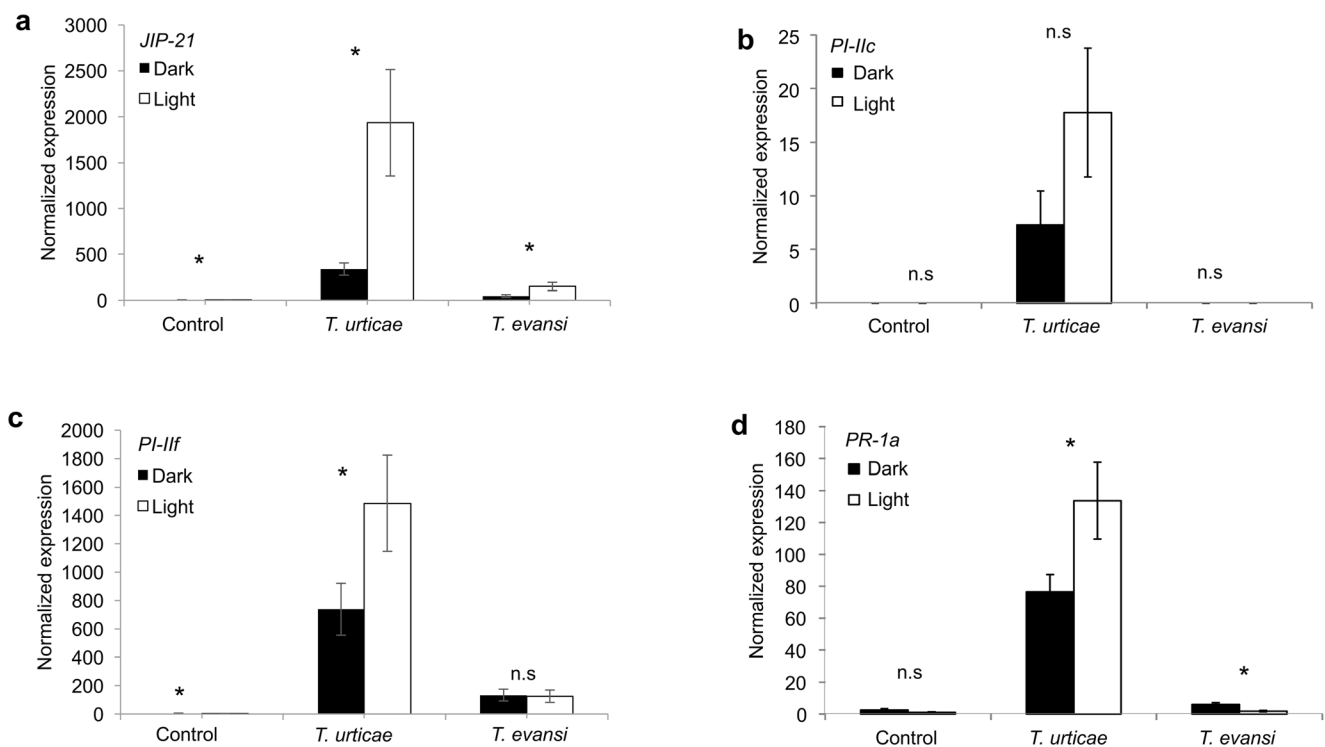 a
JIP-21
Dark
Light
Normalized expression
3000
2500
2000
1500
1000
500
0
*
*
*
Control
T. urticae
T. evansi
b
PI-IIc
Dark
Light
Normalized expression
25
20
15
10
5
0
n.s
n.s
n.s
Control
T. urticae
T. evansi
c
PI-IIf
Dark
Light
Normalized expression
2000
1800
1600
1400
1200
1000
800
600
400
200
0
*
*
n.s
Control
T. urticae
T. evansi
d
PR-1a
Dark
Light
Normalized expression
180
160
140
120
100
80
60
40
20
0
n.s
*
*
Control
T. urticae
T. evansi